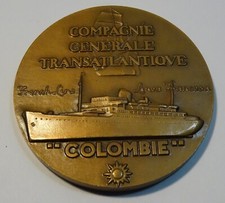 COMPAGNIE
GENERALE
TRANSATLANTIQVE
French Line
"COLOMBIE"